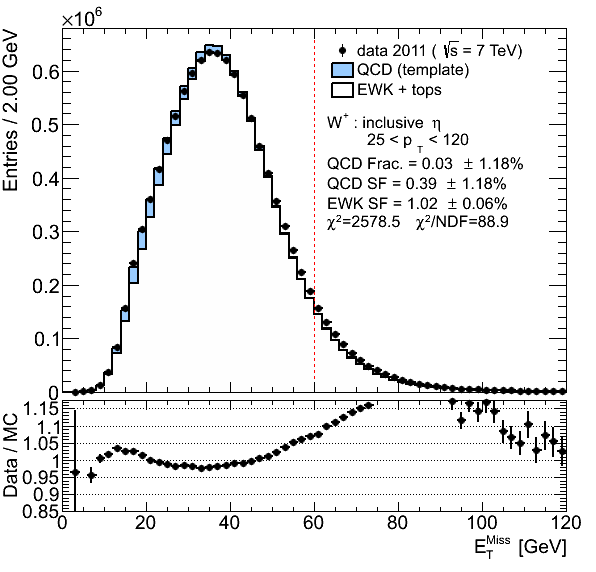 ×10⁶
Entries / 2.00 GeV
0.6
0.5
0.4
0.3
0.2
0.1
0
data 2011 ( √s = 7 TeV)
QCD (template)
EWK + tops
W⁺ : inclusive η
25 < p_T < 120
QCD Frac. = 0.03 ± 1.18%
QCD SF = 0.39 ± 1.18%
EWK SF = 1.02 ± 0.06%
χ²=2578.5 χ²/NDF=88.9
Data / MC
1.15
1.1
1.05
1
0.95
0.9
0.85
0 20 40 60 80 100 120
E_T^Miss [GeV]